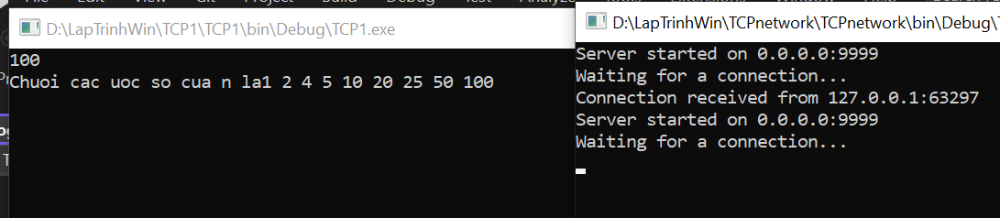 D:\LapTrinhWin\TCP1\TCP1\bin\Debug\TCP1.exe
100
Chuoi cac uoc so cua n la1 2 4 5 10 20 25 50 100
D:\LapTrinhWin\TCPnetwork\TCPnetwork\bin\Debug\T
Server started on 0.0.0.0:9999
Waiting for a connection...
Connection received from 127.0.0.1:63297
Server started on 0.0.0.0:9999
Waiting for a connection...